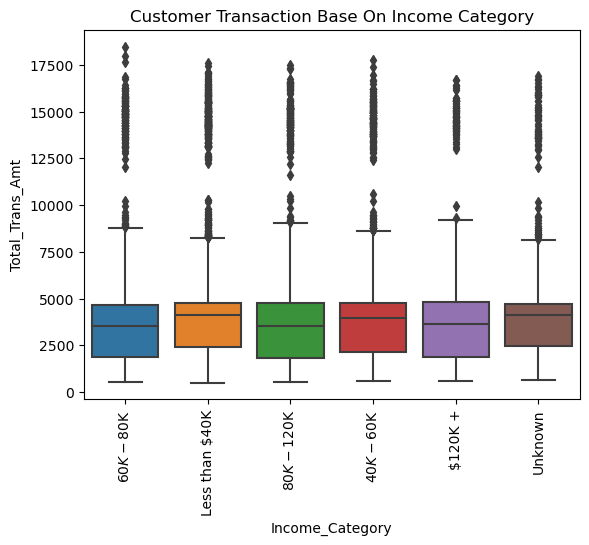 Customer Transaction Base On Income Category
Total_Trans_Amt
17500
15000
12500
10000
7500
5000
2500
0
60K − 80K
Less than $40K
80K − 120K
40K − 60K
$120K +
Unknown
Income_Category